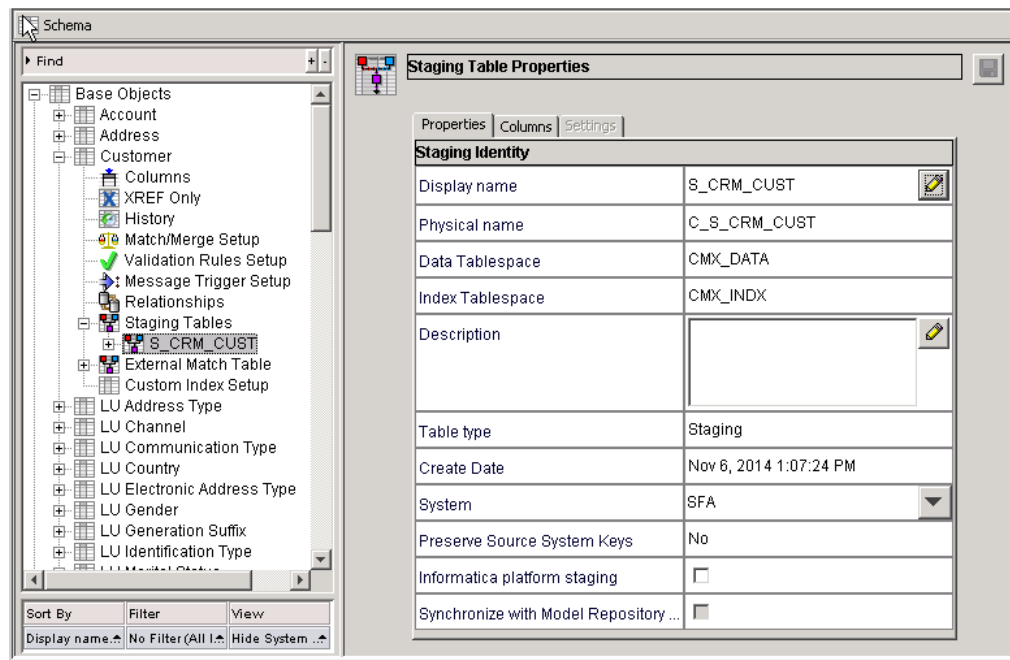 Schema
Find
+ -
Base Objects
Account
Address
Customer
Columns
XREF Only
History
Match/Merge Setup
Validation Rules Setup
Message Trigger Setup
Relationships
Staging Tables
S_CRM_CUST
External Match Table
Custom Index Setup
LU Address Type
LU Channel
LU Communication Type
LU Country
LU Electronic Address Type
LU Gender
LU Generation Suffix
LU Identification Type
LU Marital Status
Sort By Filter View
Display name... No Filter (All I... Hide System ...
Staging Table Properties
Properties Columns Settings
Staging Identity
Display name S_CRM_CUST
Physical name C_S_CRM_CUST
Data Tablespace CMX_DATA
Index Tablespace CMX_INDX
Description
Table type Staging
Create Date Nov 6, 2014 1:07:24 PM
System SFA
Preserve Source System Keys No
Informatica platform staging
Synchronize with Model Repository ...